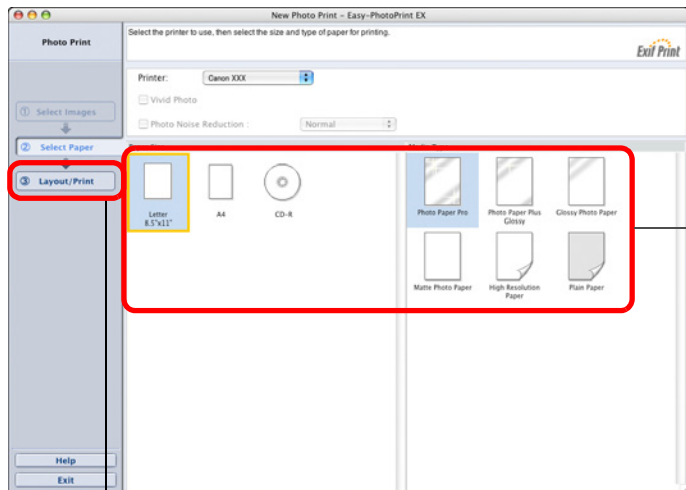 New Photo Print – Easy-PhotoPrint EX
Photo Print
Select the printer to use, then select the size and type of paper for printing.
Exif Print
Printer:
Canon XXX
Vivid Photo
Photo Noise Reduction :
Normal
① Select Images
② Select Paper
③ Layout/Print
Letter
8.5"x11"
A4
CD-R
Photo Paper Pro
Photo Paper Plus
Glossy
Glossy Photo Paper
Matte Photo Paper
High Resolution
Paper
Plain Paper
Help
Exit